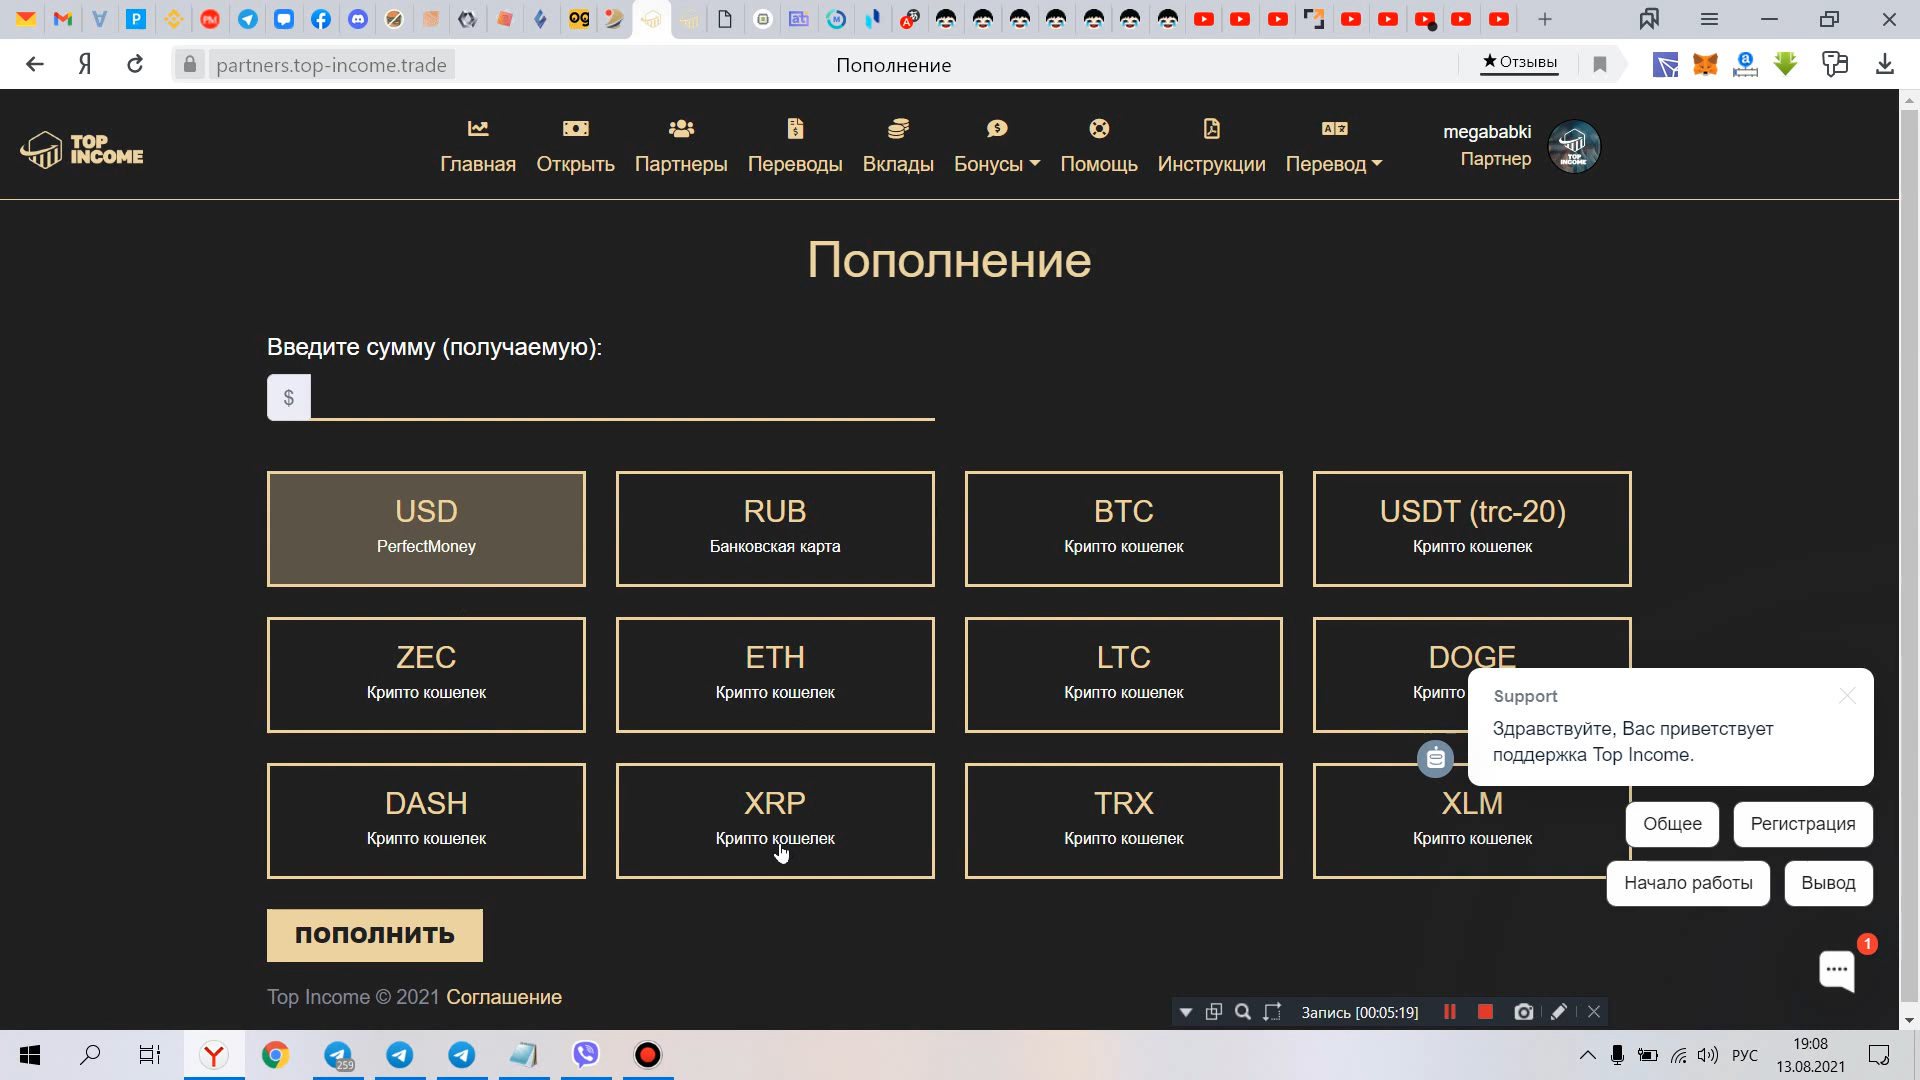 partners.top-income.trade
Пополнение
★ Отзывы
TOP
INCOME
Главная
Открыть
Партнеры
Переводы
Вклады
Бонусы
Помощь
Инструкции
Перевод
megababki
Партнер
Пополнение
Введите сумму (получаемую):
$
USD
PerfectMoney
RUB
Банковская карта
BTC
Крипто кошелек
USDT (trc-20)
Крипто кошелек
ZEC
Крипто кошелек
ETH
Крипто кошелек
LTC
Крипто кошелек
DOGE
Крипто
DASH
Крипто кошелек
XRP
Крипто кошелек
TRX
Крипто кошелек
XLM
Крипто кошелек
Support
Здравствуйте, Вас приветствует
поддержка Top Income.
Общее
Регистрация
Начало работы
Вывод
1
ПОПОЛНИТЬ
Top Income © 2021 Соглашение
Запись [00:05:19]
259
РУС
19:08
13.08.2021